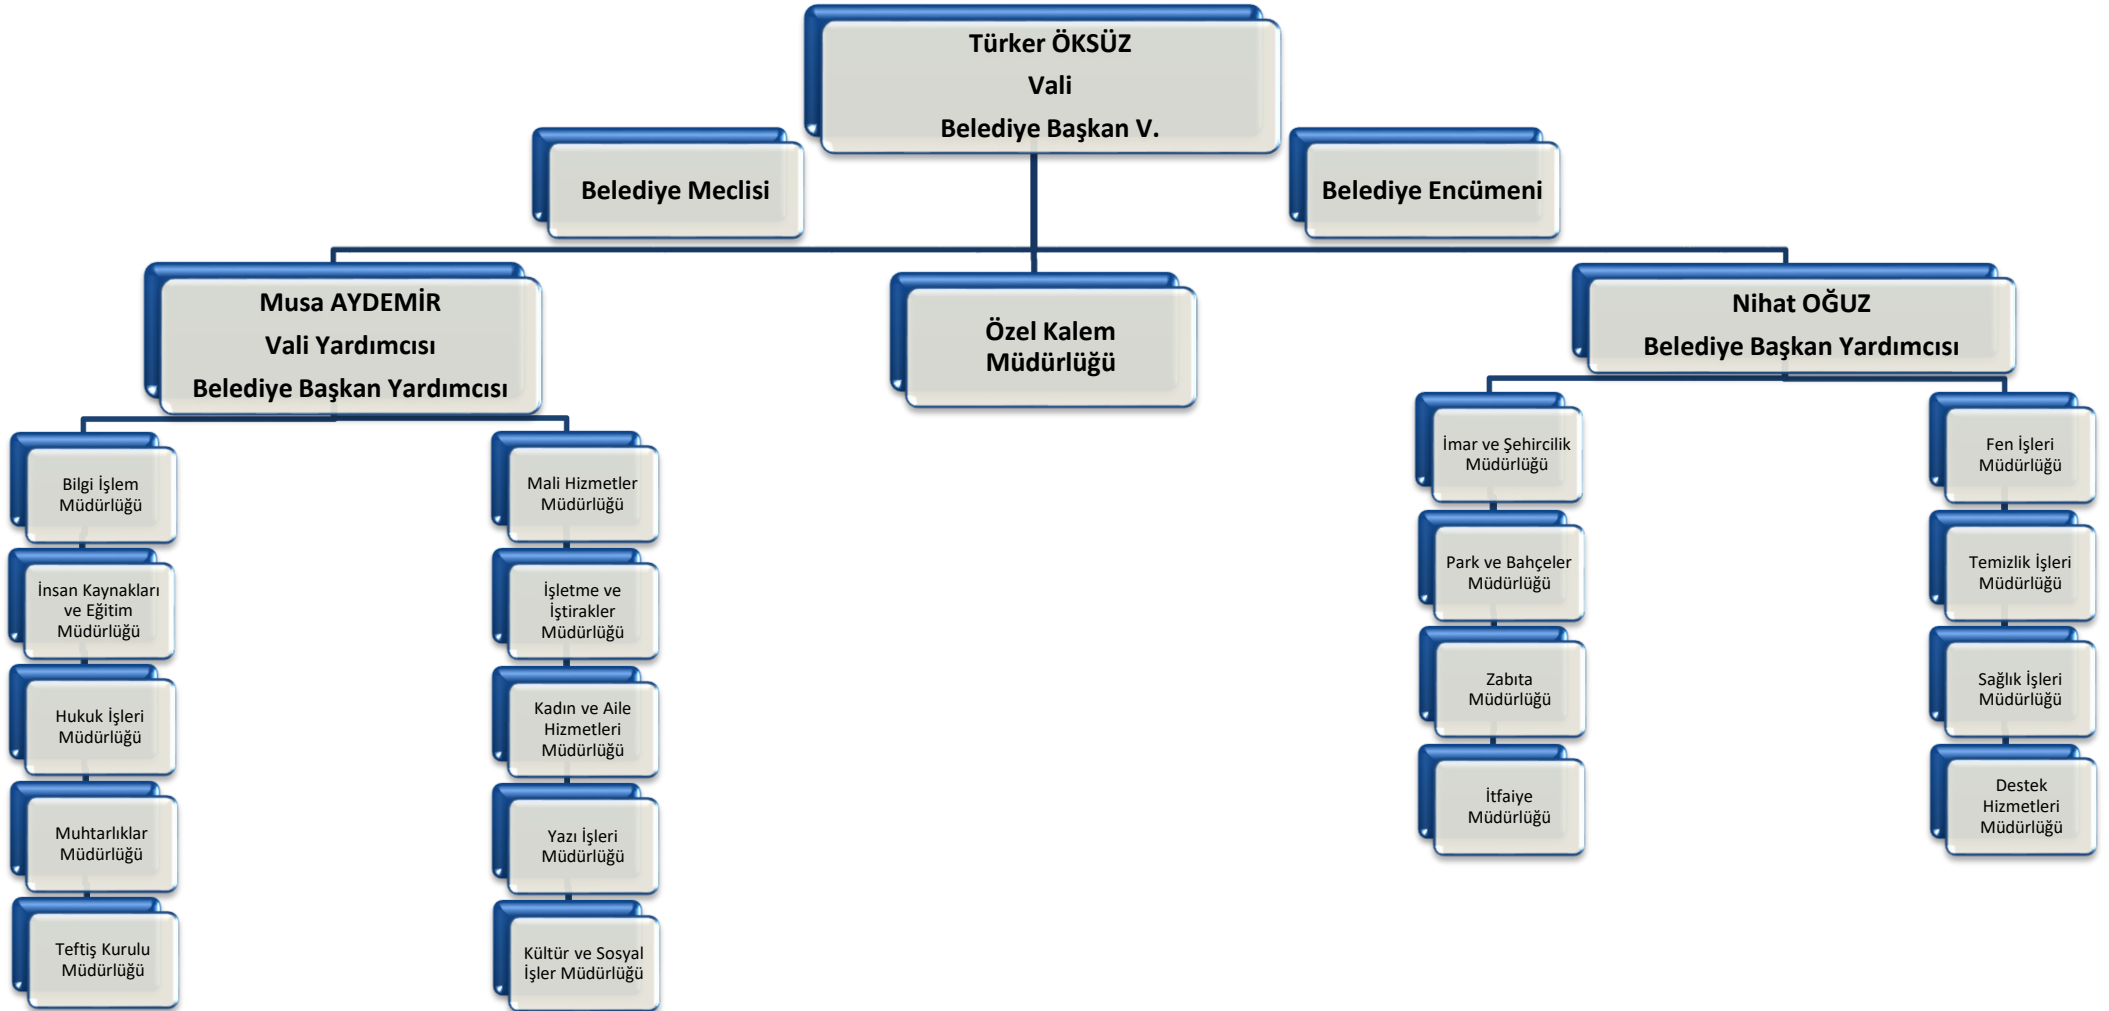 Türker ÖKSÜZ
Vali
Belediye Başkan V.
Belediye Meclisi
Belediye Encümeni
Musa AYDEMİR
Vali Yardımcısı
Belediye Başkan Yardımcısı
Özel Kalem
Müdürlüğü
Nihat OĞUZ
Belediye Başkan Yardımcısı
Bilgi İşlem
Müdürlüğü
İnsan Kaynakları
ve Eğitim
Müdürlüğü
Hukuk İşleri
Müdürlüğü
Muhtarlıklar
Müdürlüğü
Teftiş Kurulu
Müdürlüğü
Mali Hizmetler
Müdürlüğü
İşletme ve
İştirakler
Müdürlüğü
Kadın ve Aile
Hizmetleri
Müdürlüğü
Yazı İşleri
Müdürlüğü
Kültür ve Sosyal
İşler Müdürlüğü
İmar ve Şehircilik
Müdürlüğü
Park ve Bahçeler
Müdürlüğü
Zabıta
Müdürlüğü
İtfaiye
Müdürlüğü
Fen İşleri
Müdürlüğü
Temizlik İşleri
Müdürlüğü
Sağlık İşleri
Müdürlüğü
Destek
Hizmetleri
Müdürlüğü